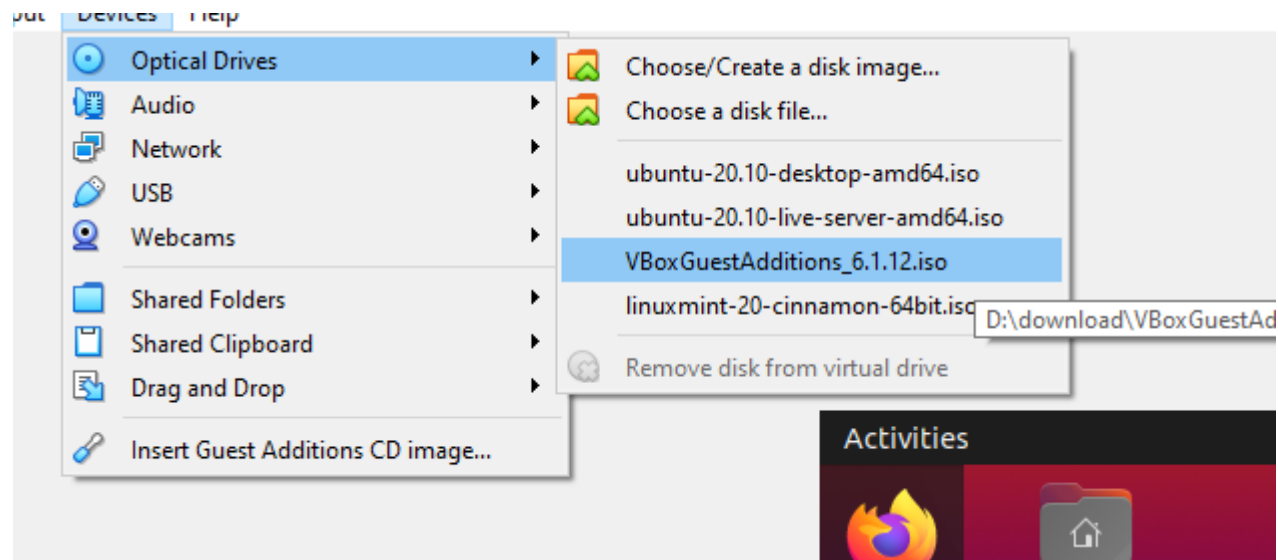 Devices Help
Optical Drives
Audio
Network
USB
Webcams
Shared Folders
Shared Clipboard
Drag and Drop
Insert Guest Additions CD image...
Choose/Create a disk image...
Choose a disk file...
ubuntu-20.10-desktop-amd64.iso
ubuntu-20.10-live-server-amd64.iso
VBoxGuestAdditions_6.1.12.iso
linuxmint-20-cinnamon-64bit.iso
D:\download\VBoxGuestAd
Remove disk from virtual drive
Activities